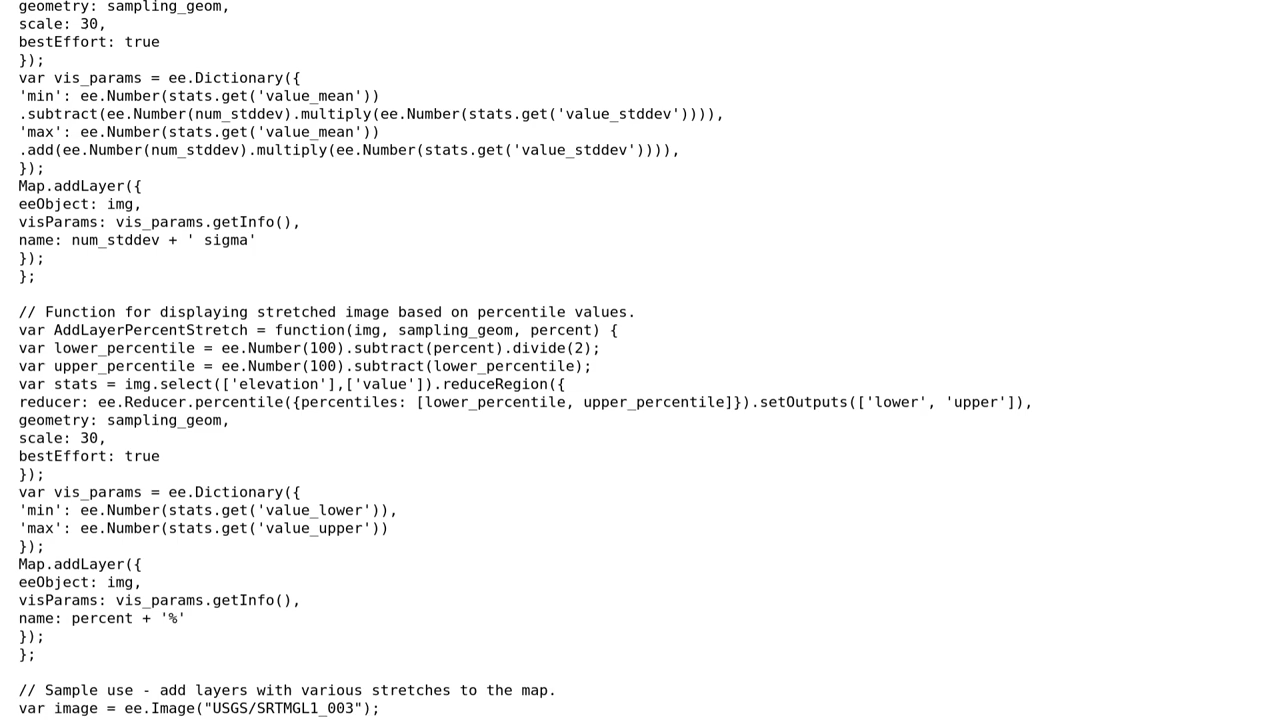 geometry: sampling_geom,
scale: 30,
bestEffort: true
});
var vis_params = ee.Dictionary({
'min': ee.Number(stats.get('value_mean'))
.subtract(ee.Number(num_stddev).multiply(ee.Number(stats.get('value_stddev')))),
'max': ee.Number(stats.get('value_mean'))
.add(ee.Number(num_stddev).multiply(ee.Number(stats.get('value_stddev')))),
});
Map.addLayer({
eeObject: img,
visParams: vis_params.getInfo(),
name: num_stddev + ' sigma'
});
};

// Function for displaying stretched image based on percentile values.
var AddLayerPercentStretch = function(img, sampling_geom, percent) {
var lower_percentile = ee.Number(100).subtract(percent).divide(2);
var upper_percentile = ee.Number(100).subtract(lower_percentile);
var stats = img.select(['elevation'],['value']).reduceRegion({
reducer: ee.Reducer.percentile({percentiles: [lower_percentile, upper_percentile]}).setOutputs(['lower', 'upper']),
geometry: sampling_geom,
scale: 30,
bestEffort: true
});
var vis_params = ee.Dictionary({
'min': ee.Number(stats.get('value_lower')),
'max': ee.Number(stats.get('value_upper'))
});
Map.addLayer({
eeObject: img,
visParams: vis_params.getInfo(),
name: percent + '%'
});
};

// Sample use - add layers with various stretches to the map.
var image = ee.Image("USGS/SRTMGL1_003");